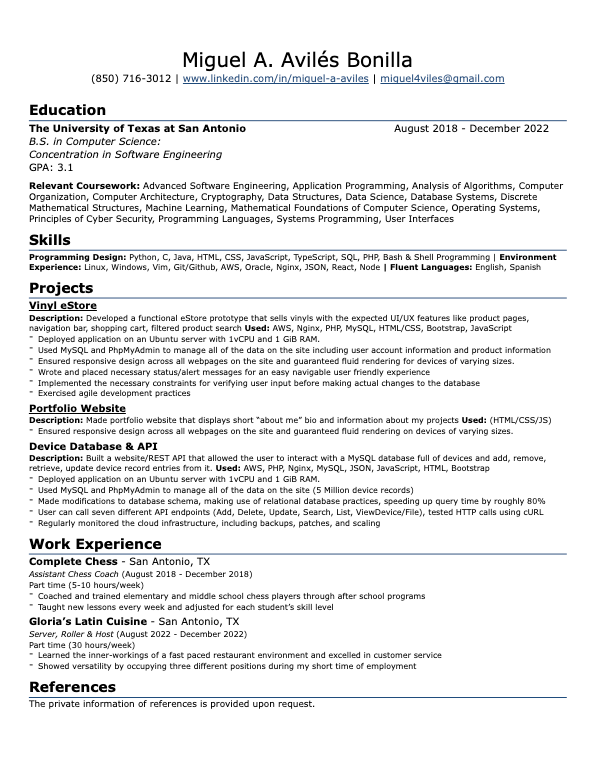 Miguel A. Avilés Bonilla
(850) 716-3012 | www.linkedin.com/in/miguel-a-aviles | miguel4viles@gmail.com
Education
The University of Texas at San Antonio August 2018 - December 2022
B.S. in Computer Science:
Concentration in Software Engineering
GPA: 3.1
Relevant Coursework: Advanced Software Engineering, Application Programming, Analysis of Algorithms, Computer
Organization, Computer Architecture, Cryptography, Data Structures, Data Science, Database Systems, Discrete
Mathematical Structures, Machine Learning, Mathematical Foundations of Computer Science, Operating Systems,
Principles of Cyber Security, Programming Languages, Systems Programming, User Interfaces
Skills
Programming Design: Python, C, Java, HTML, CSS, JavaScript, TypeScript, SQL, PHP, Bash & Shell Programming | Environment
Experience: Linux, Windows, Vim, Git/Github, AWS, Oracle, Nginx, JSON, React, Node | Fluent Languages: English, Spanish
Projects
Vinyl eStore
Description: Developed a functional eStore prototype that sells vinyls with the expected UI/UX features like product pages,
navigation bar, shopping cart, filtered product search Used: AWS, Nginx, PHP, MySQL, HTML/CSS, Bootstrap, JavaScript
- Deployed application on an Ubuntu server with 1vCPU and 1 GiB RAM.
- Used MySQL and PhpMyAdmin to manage all of the data on the site including user account information and product information
- Ensured responsive design across all webpages on the site and guaranteed fluid rendering for devices of varying sizes.
- Wrote and placed necessary status/alert messages for an easy navigable user friendly experience
- Implemented the necessary constraints for verifying user input before making actual changes to the database
- Exercised agile development practices
Portfolio Website
Description: Made portfolio website that displays short “about me” bio and information about my projects Used: (HTML/CSS/JS)
- Ensured responsive design across all webpages on the site and guaranteed fluid rendering on devices of varying sizes.
Device Database & API
Description: Built a website/REST API that allowed the user to interact with a MySQL database full of devices and add, remove,
retrieve, update device record entries from it. Used: AWS, PHP, Nginx, MySQL, JSON, JavaScript, HTML, Bootstrap
- Deployed application on an Ubuntu server with 1vCPU and 1 GiB RAM.
- Used MySQL and PhpMyAdmin to manage all of the data on the site (5 Million device records)
- Made modifications to database schema, making use of relational database practices, speeding up query time by roughly 80%
- User can call seven different API endpoints (Add, Delete, Update, Search, List, ViewDevice/File), tested HTTP calls using cURL
- Regularly monitored the cloud infrastructure, including backups, patches, and scaling
Work Experience
Complete Chess - San Antonio, TX
Assistant Chess Coach (August 2018 - December 2018)
Part time (5-10 hours/week)
- Coached and trained elementary and middle school chess players through after school programs
- Taught new lessons every week and adjusted for each student’s skill level
Gloria’s Latin Cuisine - San Antonio, TX
Server, Roller & Host (August 2022 - December 2022)
Part time (30 hours/week)
- Learned the inner-workings of a fast paced restaurant environment and excelled in customer service
- Showed versatility by occupying three different positions during my short time of employment
References
The private information of references is provided upon request.